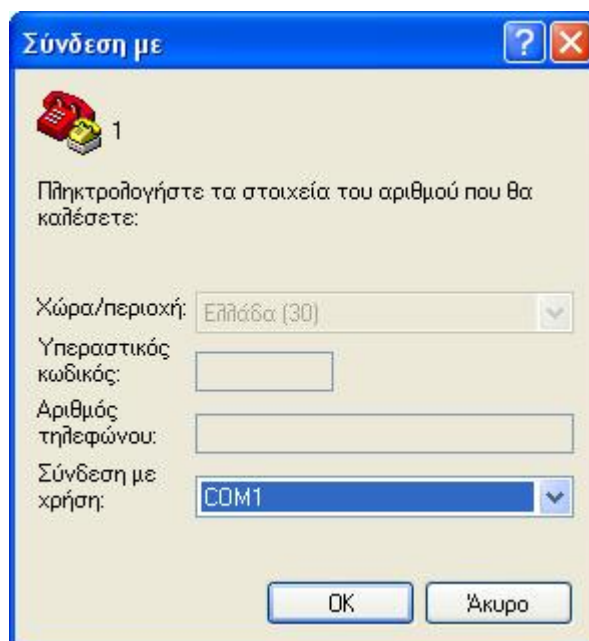 Σύνδεση με
1
Πληκτρολογήστε τα στοιχεία του αριθμού που θα
καλέσετε:
Χώρα/περιοχή: Ελλάδα (30)
Υπεραστικός
κωδικός:
Αριθμός
τηλεφώνου:
Σύνδεση με
χρήση: COM1
OK Άκυρο